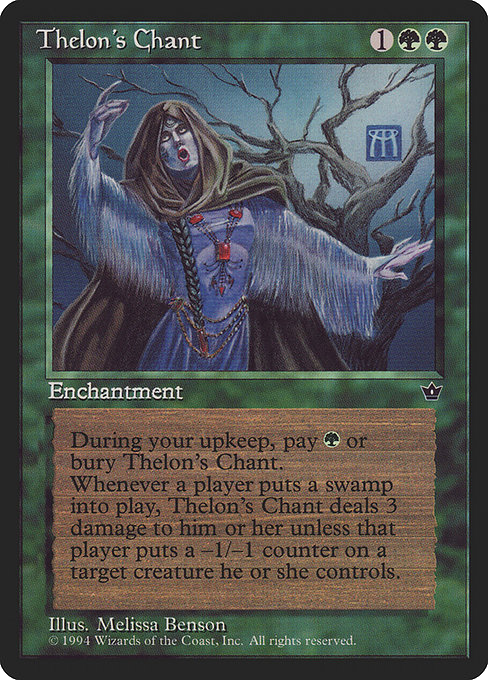 Thelon's Chant 1
Enchantment
During your upkeep, pay or
bury Thelon's Chant.
Whenever a player puts a swamp
into play, Thelon's Chant deals 3
damage to him or her unless that
player puts a –1/–1 counter on a
target creature he or she controls.
Illus. Melissa Benson
© 1994 Wizards of the Coast, Inc. All rights reserved.